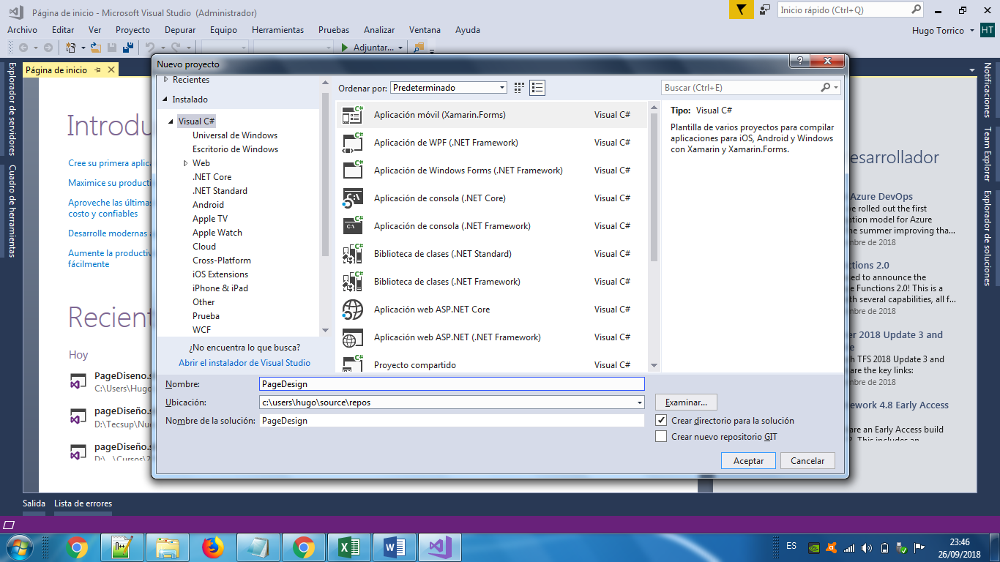 Página de inicio - Microsoft Visual Studio (Administrador)
Inicio rápido (Ctrl+Q)
Archivo Editar Ver Proyecto Depurar Equipo Herramientas Pruebas Analizar Ventana Ayuda
Hugo Torrico HT
Adjuntar...
Explorador de servidores
Cuadro de herramientas
Página de inicio
Introdu
Cree su primera aplica
Maximice su producti
Aproveche las últimas
costo y confiables
Desarrolle modernas a
Aumente la productiv
fácilmente
Recient
Hoy
PageDiseno.s
C:\Users\Hugo
pageDiseño.s
D:\Tecsup\Nue
pageDiseño.s
D:\...\Cursos\2
Nuevo proyecto
Recientes
Instalado
Visual C#
Universal de Windows
Escritorio de Windows
Web
.NET Core
.NET Standard
Android
Apple TV
Apple Watch
Cloud
Cross-Platform
iOS Extensions
iPhone & iPad
Other
Prueba
WCF
¿No encuentra lo que busca?
Abrir el instalador de Visual Studio
Ordenar por: Predeterminado
Buscar (Ctrl+E)
Aplicación móvil (Xamarin.Forms) Visual C#
Aplicación de WPF (.NET Framework) Visual C#
Aplicación de Windows Forms (.NET Framework) Visual C#
Aplicación de consola (.NET Core) Visual C#
Aplicación de consola (.NET Framework) Visual C#
Biblioteca de clases (.NET Standard) Visual C#
Biblioteca de clases (.NET Framework) Visual C#
Aplicación web ASP.NET Core Visual C#
Aplicación web ASP.NET (.NET Framework) Visual C#
Proyecto compartido Visual C#
Tipo: Visual C#
Plantilla de varios proyectos para compilar
aplicaciones para iOS, Android y Windows
con Xamarin y Xamarin.Forms.
Nombre: PageDesign
Ubicación: c:\users\hugo\source\repos
Examinar...
Nombre de la solución: PageDesign
Crear directorio para la solución
Crear nuevo repositorio GIT
Aceptar Cancelar
esarrollador
Azure DevOps
ve rolled out the first
ation model for Azure
he summer improving tha...
mbre de 2018
ctions 2.0
ed to announce the
e Functions 2.0! This is a
th several capabilities, all f...
mbre de 2018
er 2018 Update 3 and
e
h TFS 2018 Update 3 and
are the key links:
mbre de 2018
ework 4.8 Early Access
are an Early Access build
Notificaciones
Team Explorer
Explorador de soluciones
Salida Lista de errores
ES
23:46
26/09/2018